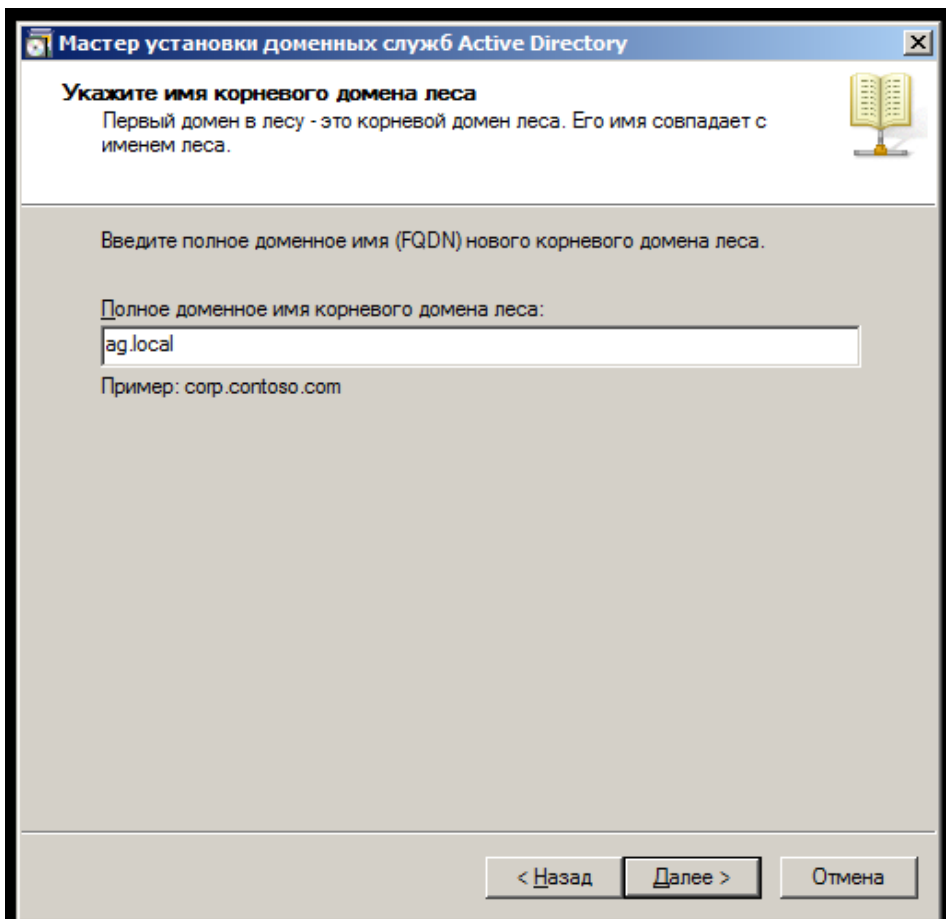 Мастер установки доменных служб Active Directory
Укажите имя корневого домена леса
Первый домен в лесу - это корневой домен леса. Его имя совпадает с
именем леса.
Введите полное доменное имя (FQDN) нового корневого домена леса.
Полное доменное имя корневого домена леса:
ag.local
Пример: corp.contoso.com
< Назад Далее > Отмена